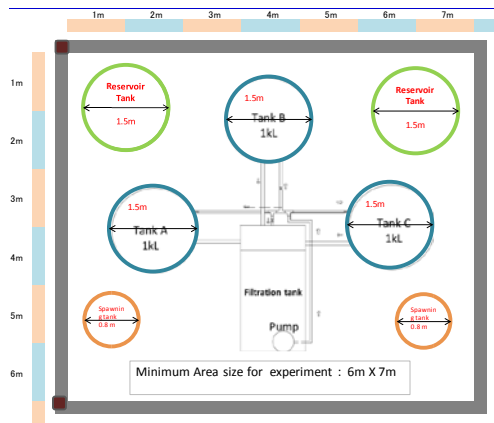 1m 2m 3m 4m 5m 6m 7m
1m
2m
3m
4m
5m
6m
Reservoir
Tank
1.5m
1.5m
Tank B
1kL
Reservoir
Tank
1.5m
1.5m
Tank A
1kL
1.5m
Tank C
1kL
Filtration tank
Pump
Spawnin
g tank
0.8 m
Spawnin
g tank
0.8 m
Minimum Area size for experiment : 6m X 7m